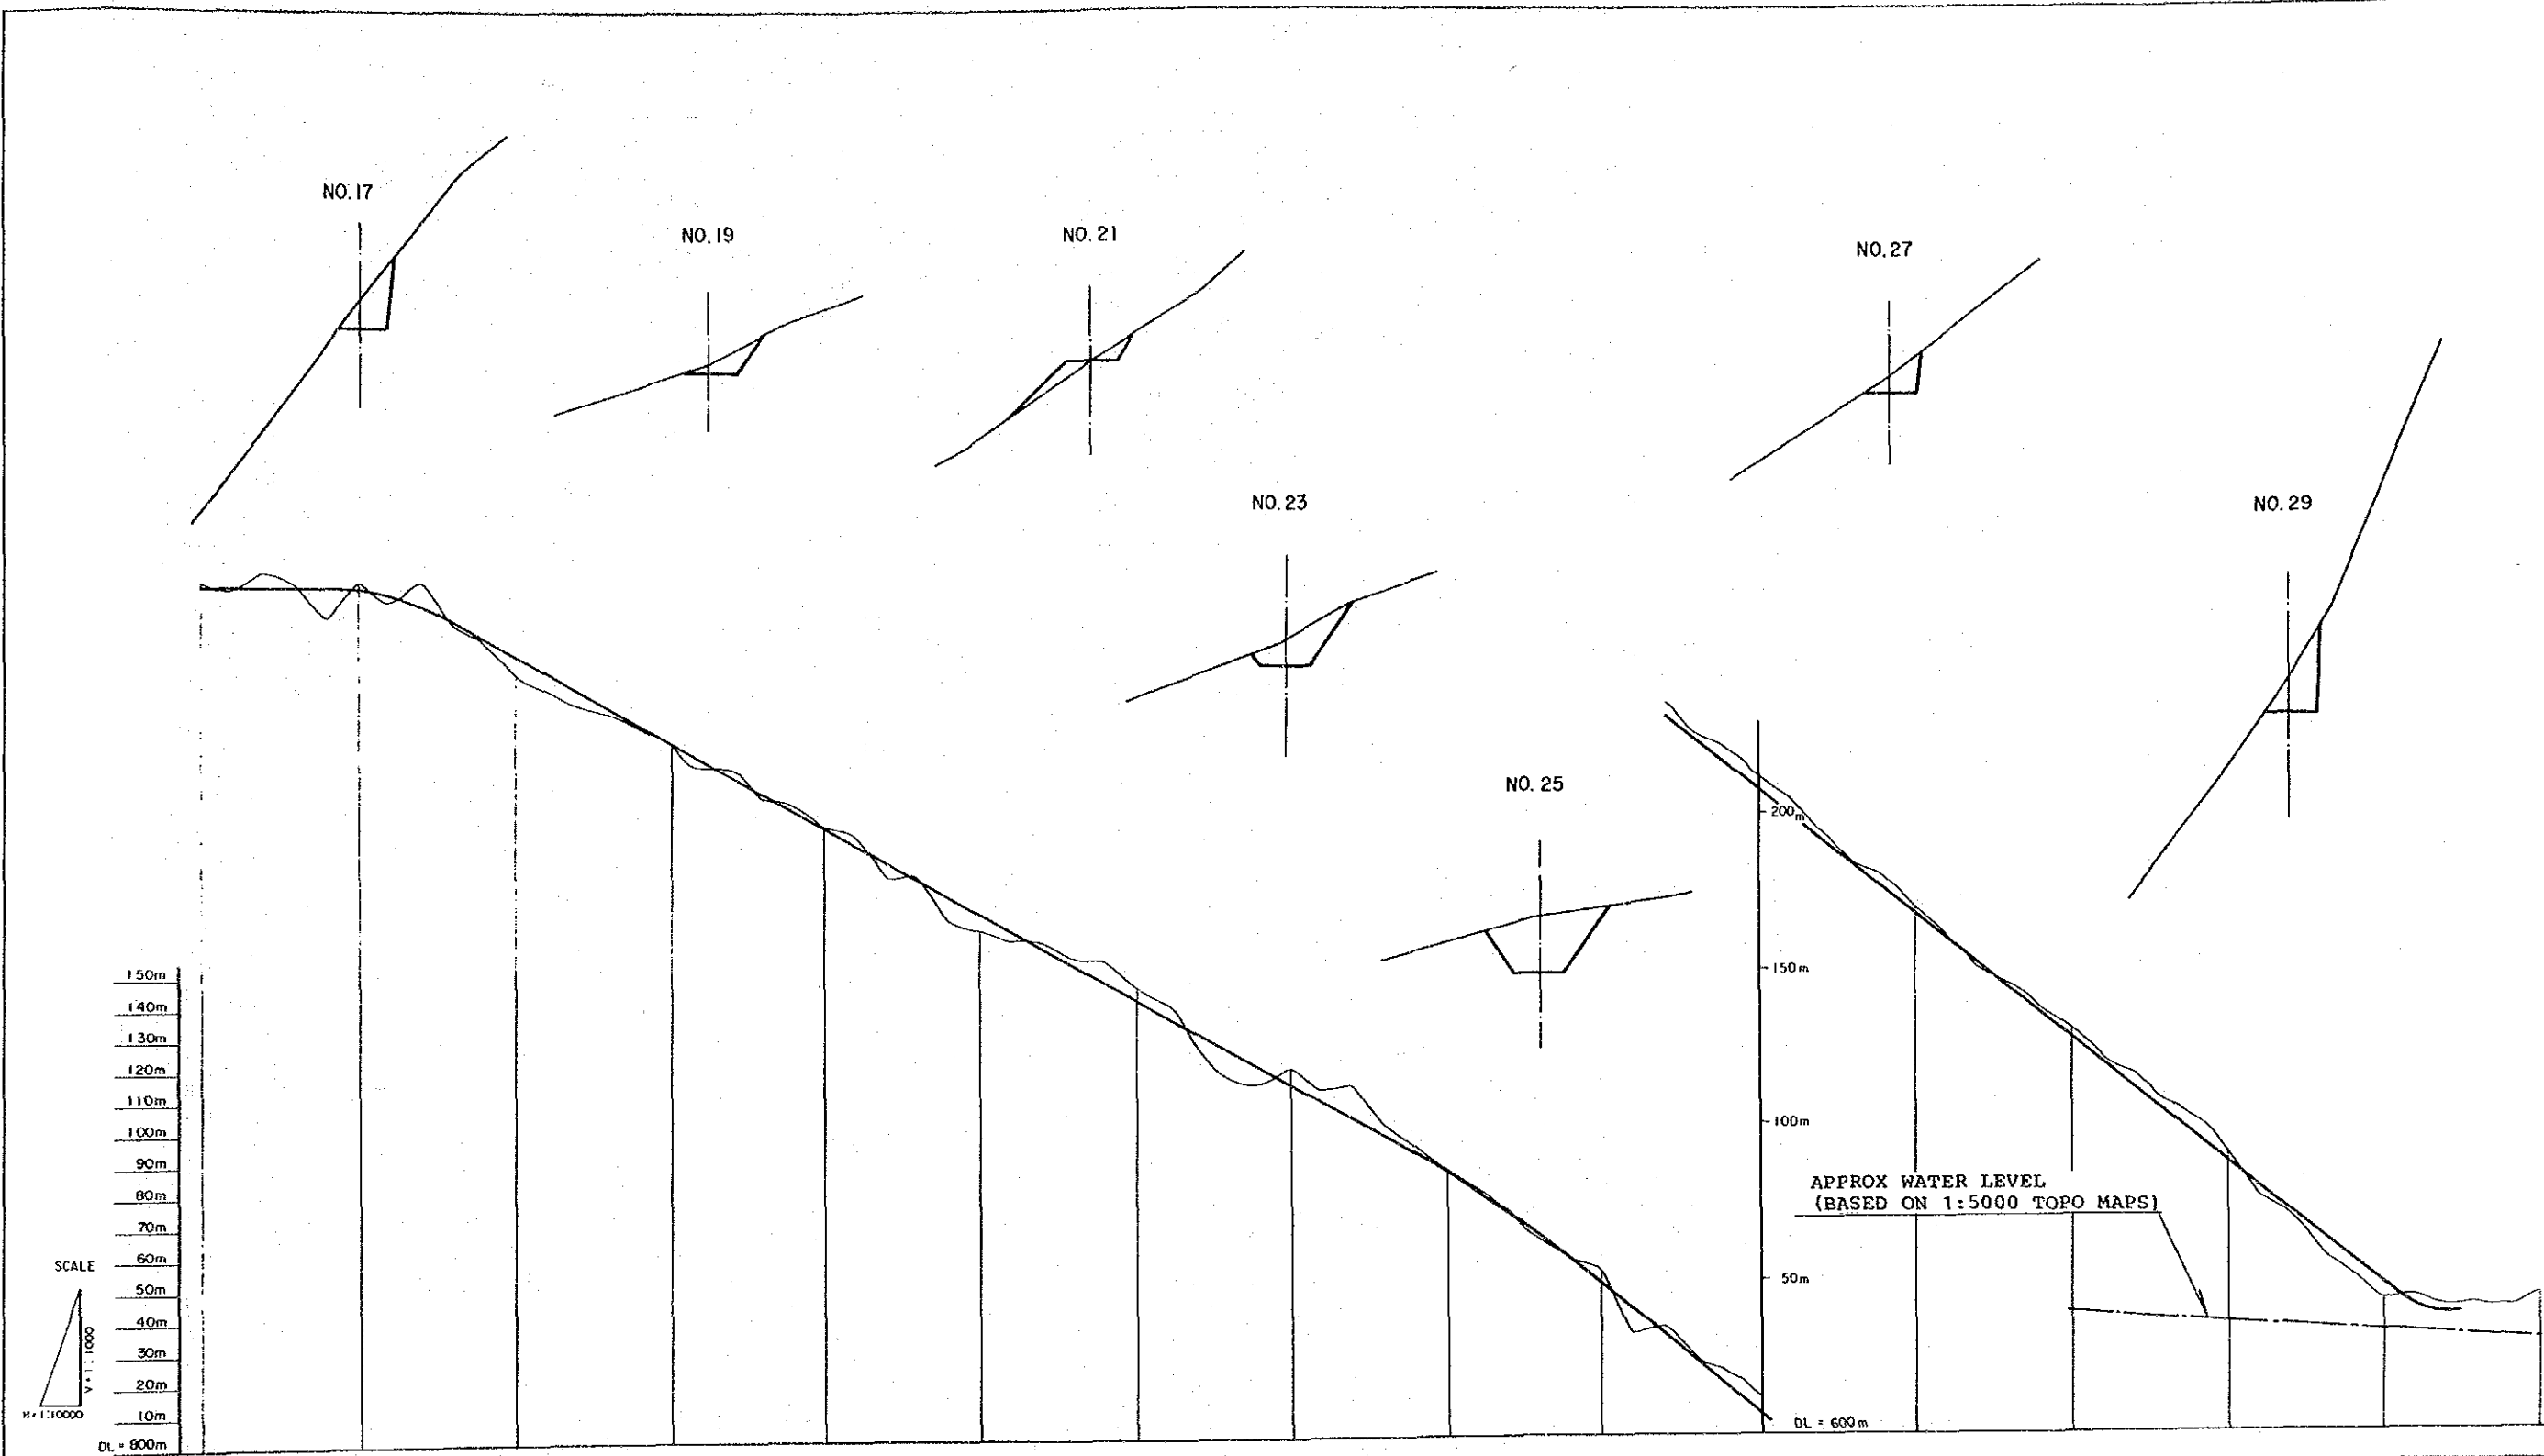 NO.17
NO.19
NO.21
NO.27
NO.23
NO.29
NO.25
200m
150m
100m
50m
DL = 600m
APPROX WATER LEVEL
(BASED ON 1:5000 TOPO MAPS)
150m
140m
130m
120m
110m
100m
90m
80m
70m
60m
50m
40m
30m
20m
10m
DL = 800m
SCALE
V=1:1000
H=1:10000